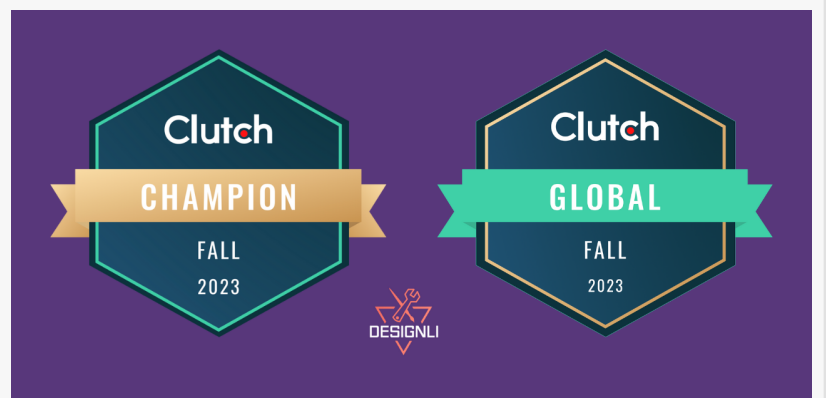 Clutch
CHAMPION
FALL
2023
Clutch
GLOBAL
FALL
2023
DESIGNLI